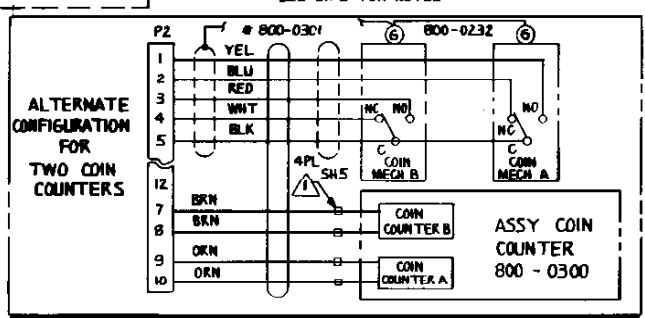 P2
# 800-0301
6
800-0232
6
1
YEL
2
BLU
3
RED
4
WHT
5
BLK
NC
NO
C
COIN
MECH B
NO
NC
C
COIN
MECH A
ALTERNATE
CONFIGURATION
FOR
TWO COIN
COUNTERS
12
7
BRN
8
BRN
9
ORN
10
ORN
4PL
SH5
1
COIN
COUNTER B
COIN
COUNTER A
ASSY COIN
COUNTER
800 - 0300